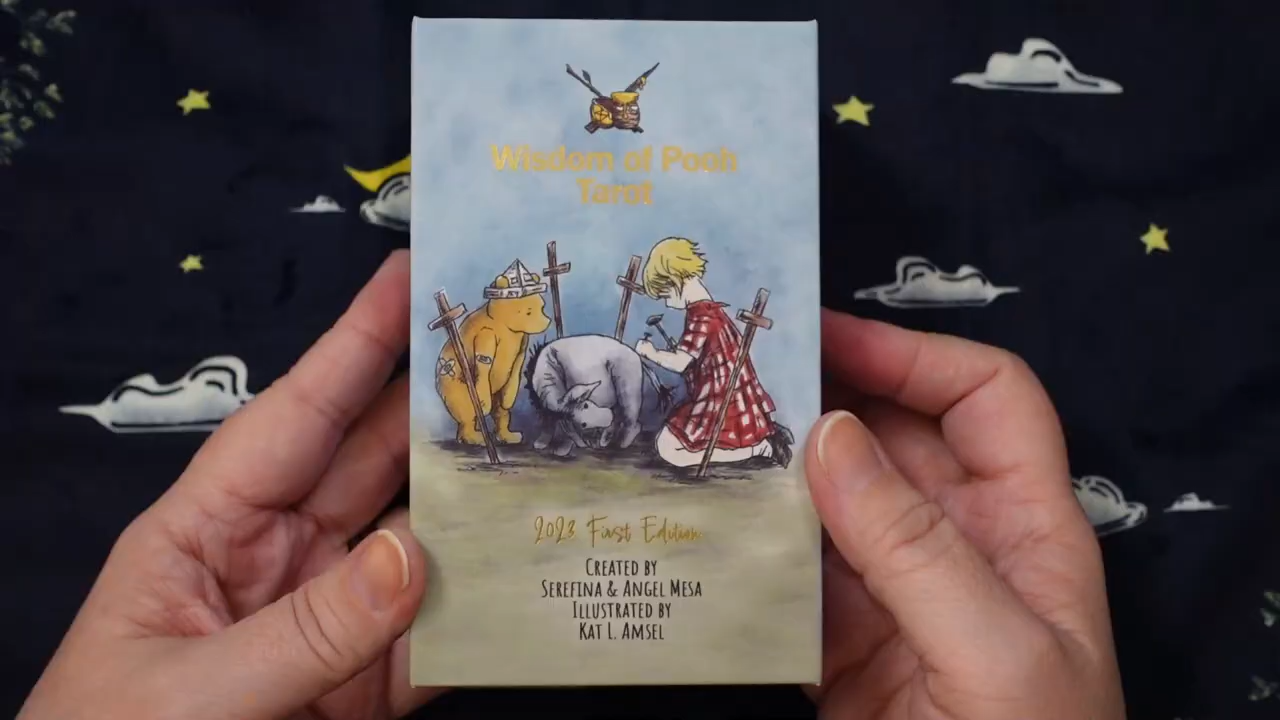 Wisdom of Pooh
Tarot
2023 First Edition
Created by
Serefina & Angel Mesa
Illustrated by
Kat L. Amsel